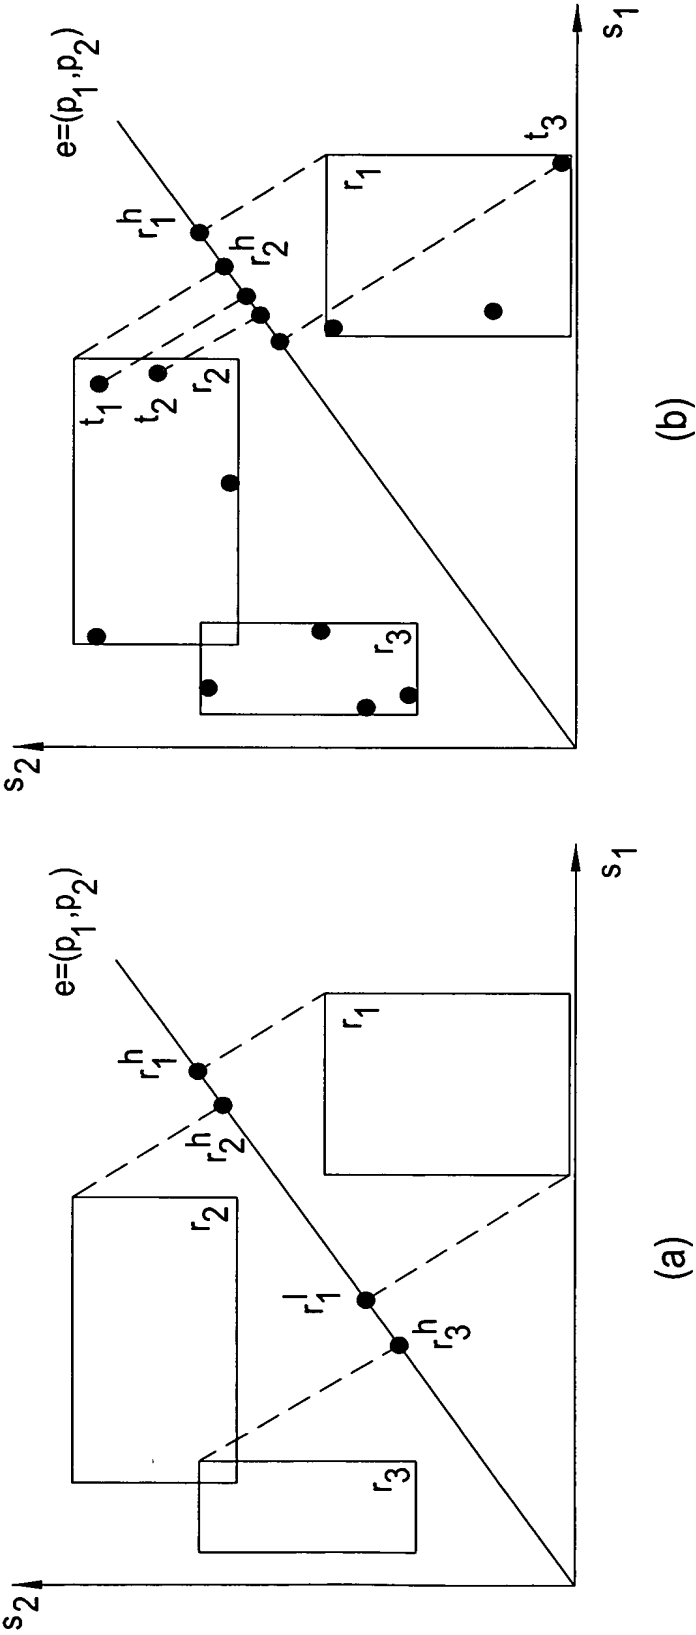 s₂
e=(p₁,p₂)
r₁ʰ
r₂ʰ
r₂
r₁
r₁ˡ
r₃ʰ
r₃
s₁
(a)
s₂
e=(p₁,p₂)
r₁ʰ
r₂ʰ
t₁
t₂
r₂
r₁
t₃
r₃
s₁
(b)